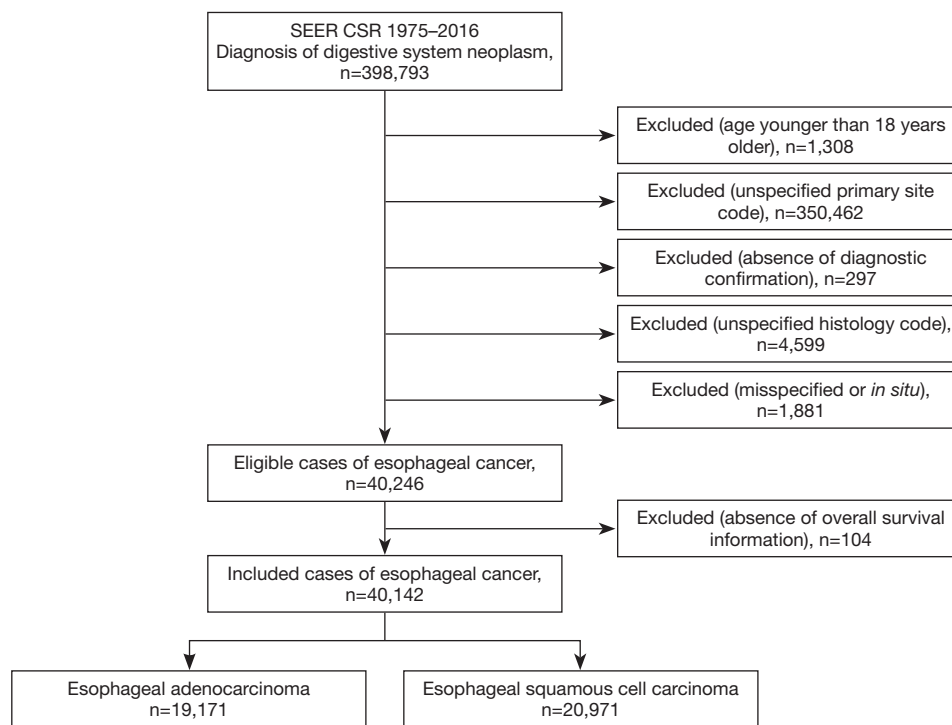 SEER CSR 1975–2016
Diagnosis of digestive system neoplasm,
n=398,793
Excluded (age younger than 18 years
older), n=1,308
Excluded (unspecified primary site
code), n=350,462
Excluded (absence of diagnostic
confirmation), n=297
Excluded (unspecified histology code),
n=4,599
Excluded (misspecified or in situ),
n=1,881
Eligible cases of esophageal cancer,
n=40,246
Excluded (absence of overall survival
information), n=104
Included cases of esophageal cancer,
n=40,142
Esophageal adenocarcinoma
n=19,171
Esophageal squamous cell carcinoma
n=20,971